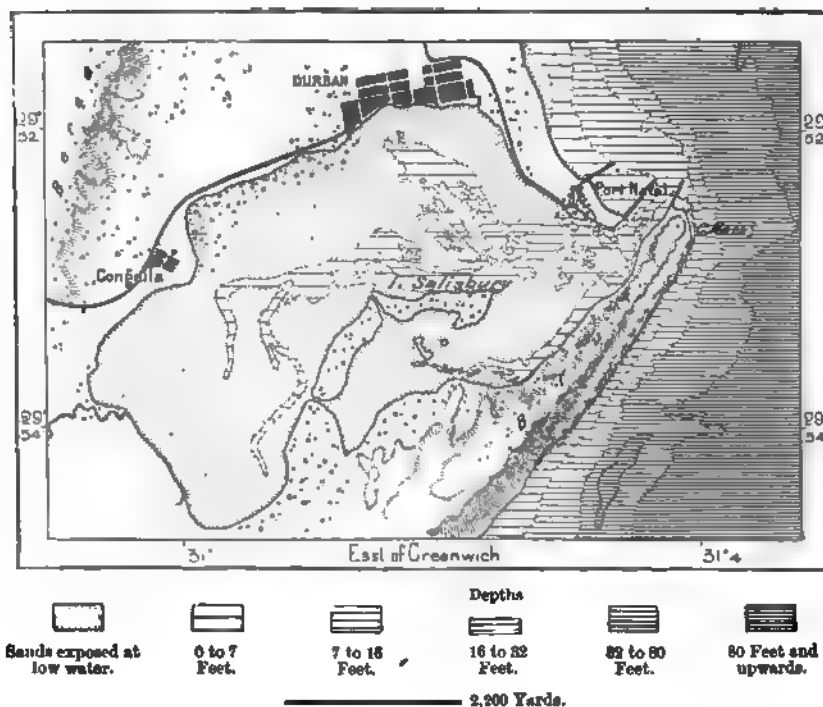 DURBAN
29°
52'
29°
52'
Port Natal
Congella
I. Salisbury
B l u f f
29°
54'
29°
54'
31°
East of Greenwich
31°4
Depths
Sands exposed at
low water.
0 to 7
Feet.
7 to 16
Feet.
16 to 32
Feet.
32 to 80
Feet.
80 Feet and
upwards.
2,200 Yards.